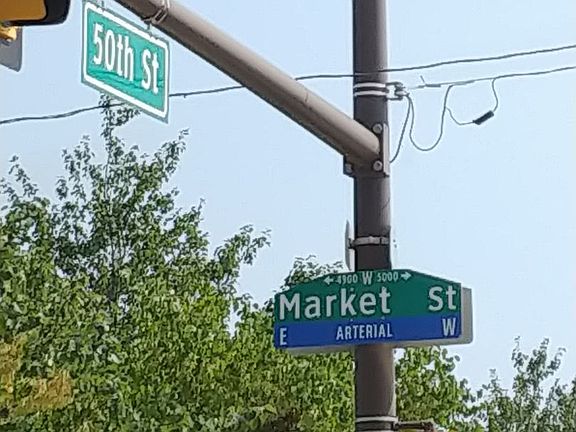 50th St
← 4900 W 5000 →
Market St
E ARTERIAL W